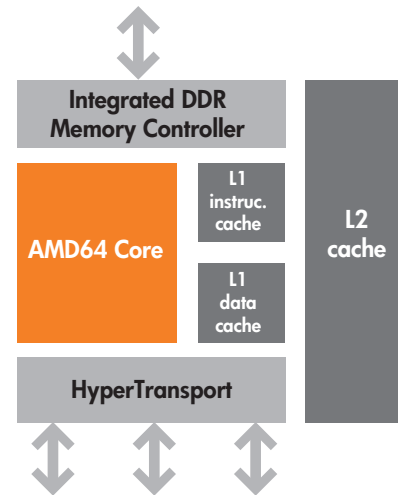 Integrated DDR
Memory Controller
AMD64 Core
L1
instruc.
cache
L1
data
cache
L2
cache
HyperTransport